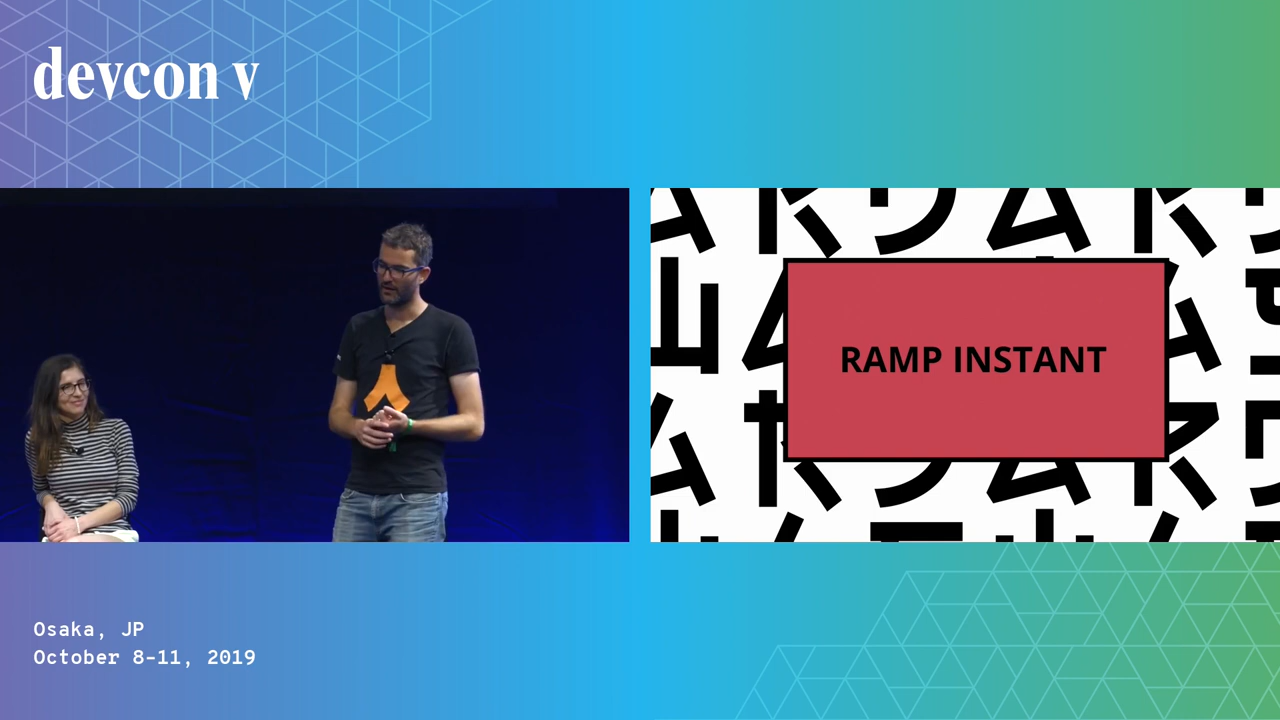 devcon v
RAMP INSTANT
Osaka, JP
October 8-11, 2019